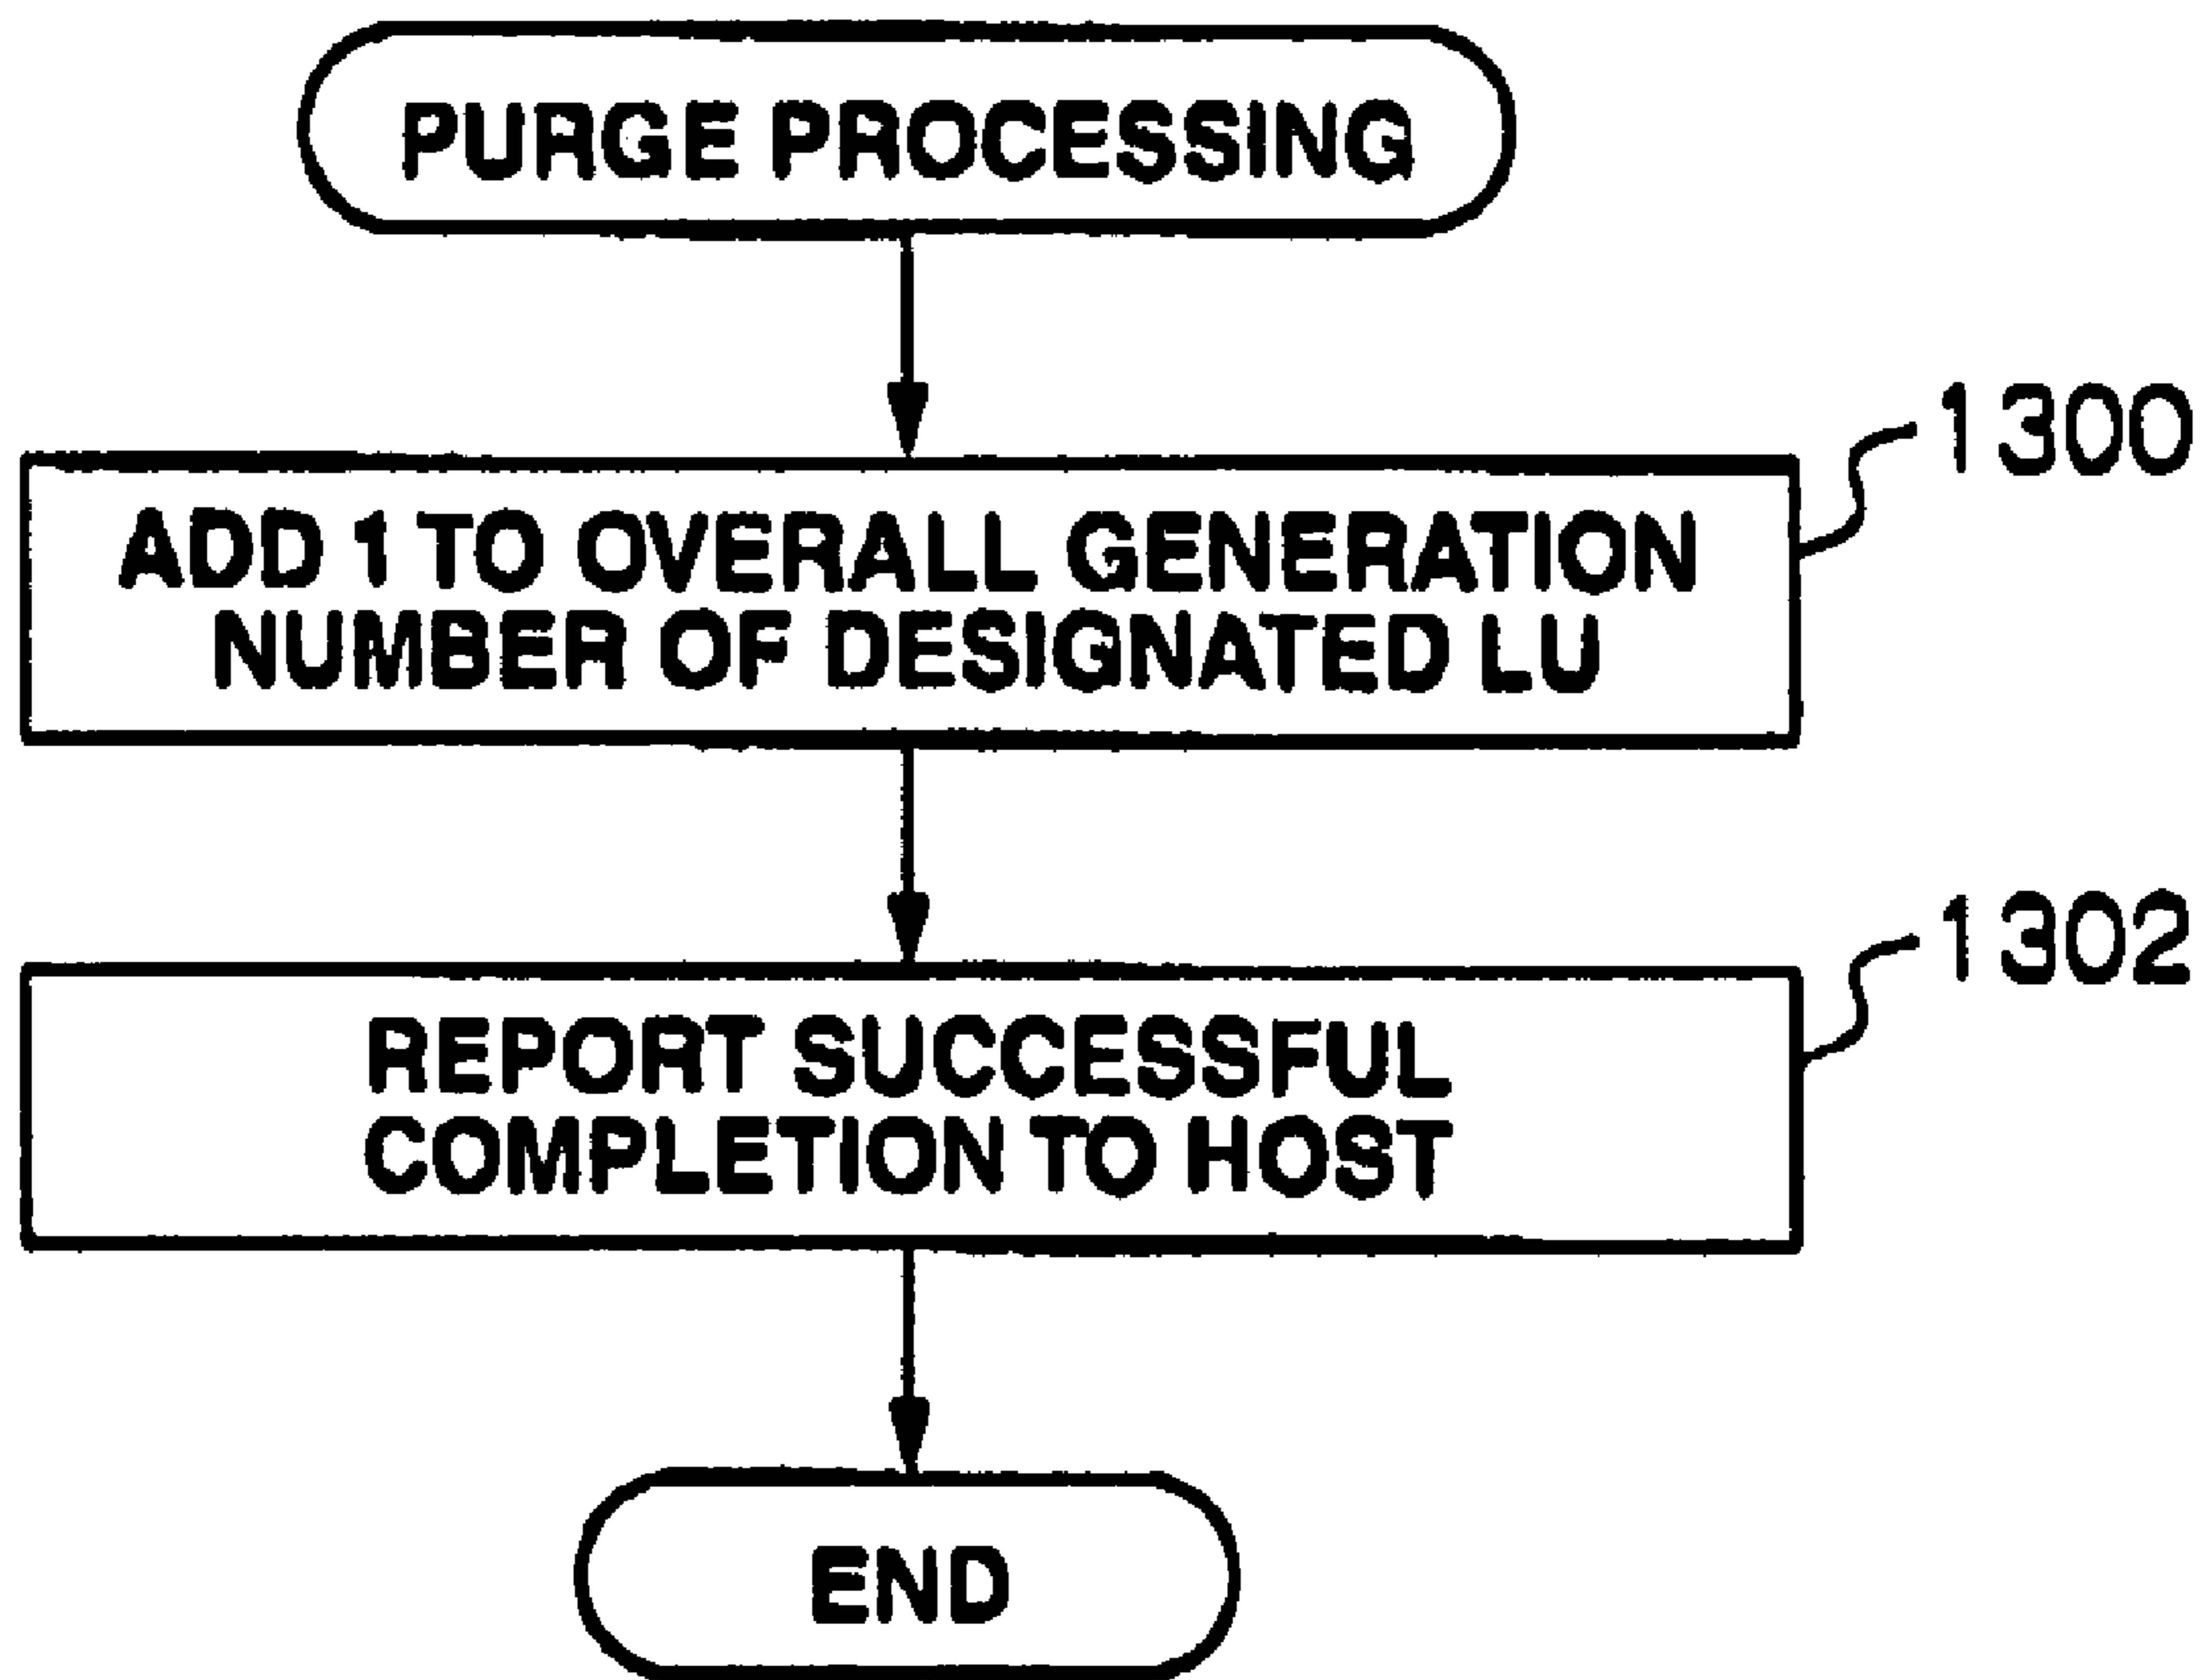 PURGE PROCESSING
1300
ADD 1 TO OVERALL GENERATION
NUMBER OF DESIGNATED LU
1302
REPORT SUCCESSFUL
COMPLETION TO HOST
END